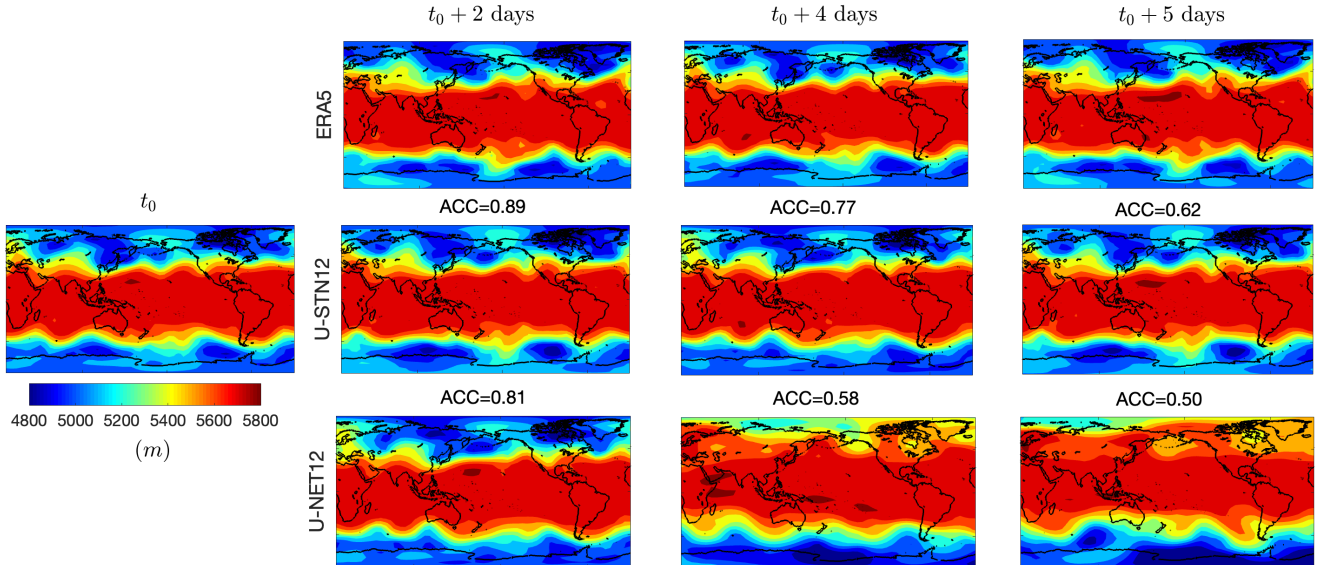 t₀ + 2 days
t₀ + 4 days
t₀ + 5 days
ERA5
t₀
ACC=0.89
ACC=0.77
ACC=0.62
U-STN12
4800 5000 5200 5400 5600 5800
(m)
ACC=0.81
ACC=0.58
ACC=0.50
U-NET12